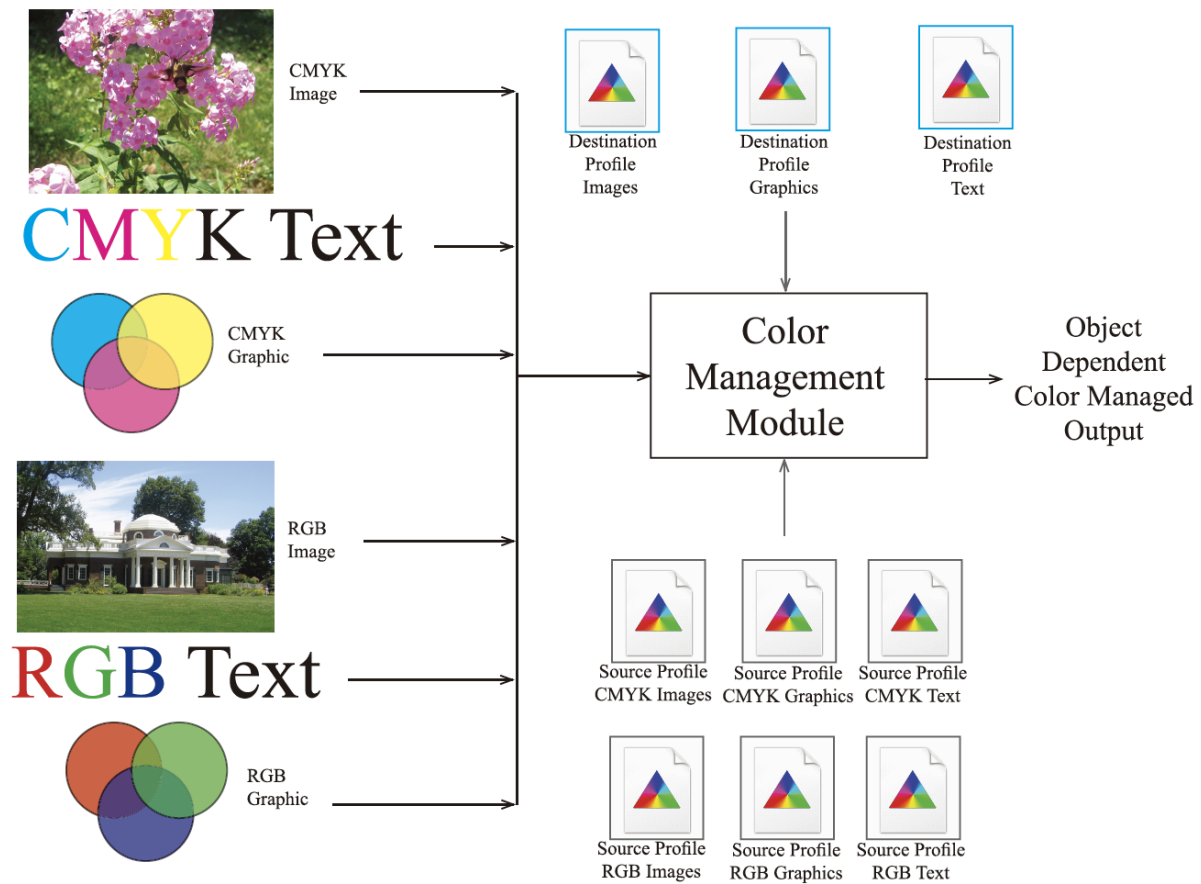 CMYK
Image
CMYK Text
CMYK
Graphic
RGB
Image
RGB Text
RGB
Graphic
Destination
Profile
Images
Destination
Profile
Graphics
Destination
Profile
Text
Color
Management
Module
Object
Dependent
Color Managed
Output
Source Profile
CMYK Images
Source Profile
CMYK Graphics
Source Profile
CMYK Text
Source Profile
RGB Images
Source Profile
RGB Graphics
Source Profile
RGB Text